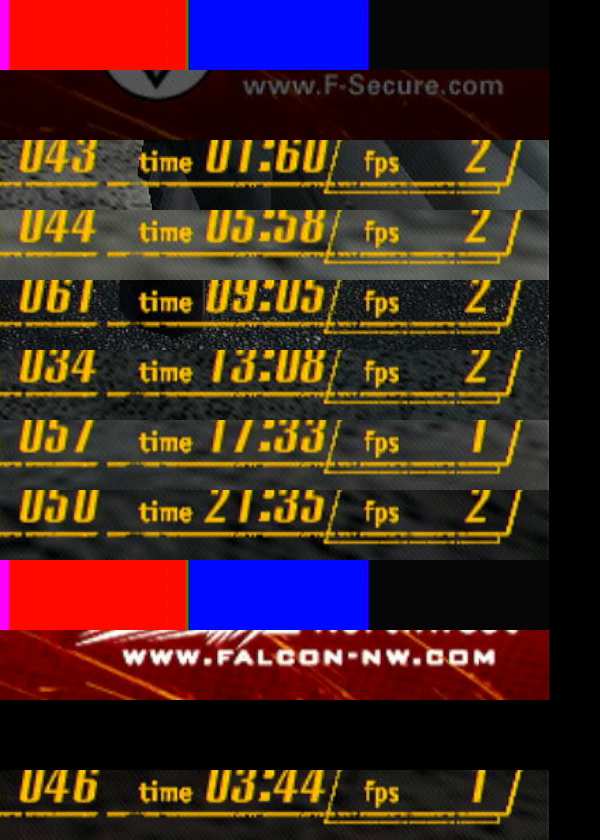 www.F-Secure.com
043 time 01:60 fps 2
044 time 05:58 fps 2
061 time 09:05 fps 2
034 time 13:08 fps 2
057 time 17:33 fps 1
050 time 21:35 fps 2
WWW.FALCON-NW.COM
046 time 03:44 fps 1